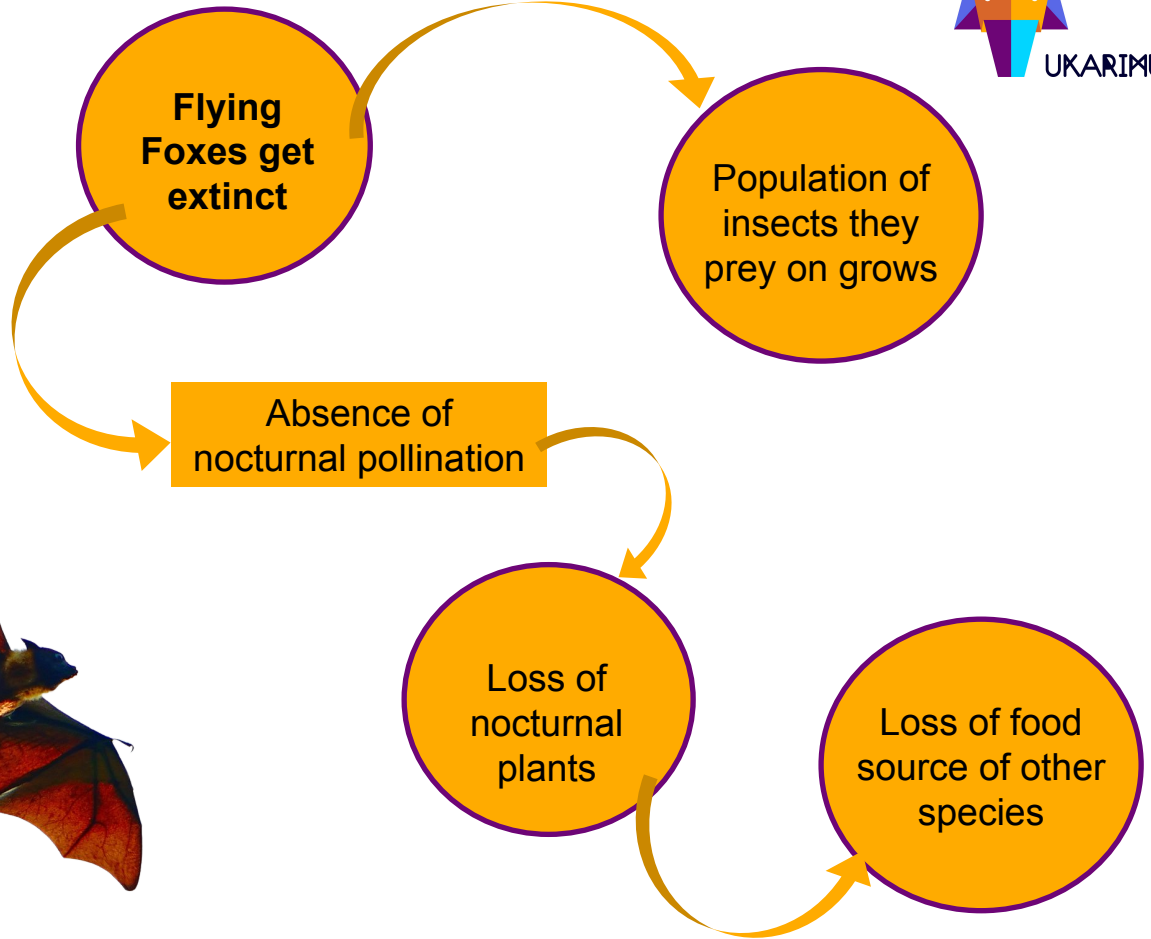 UKARIMU
Flying
Foxes get
extinct
Population of
insects they
prey on grows
Absence of
nocturnal pollination
Loss of
nocturnal
plants
Loss of food
source of other
species